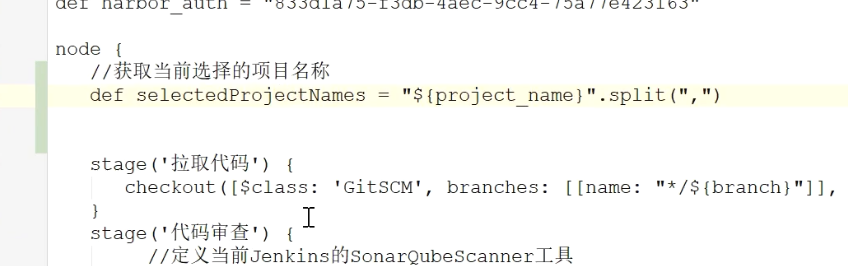 def harbor_auth = "833d1a75-f3db-4aec-9cc4-75a77e423163"
node {
//获取当前选择的项目名称
def selectedProjectNames = "${project_name}".split(",")
stage('拉取代码') {
checkout([$class: 'GitSCM', branches: [[name: "*/${branch}"]],
}
stage('代码审查') {
//定义当前Jenkins的SonarQubeScanner工具